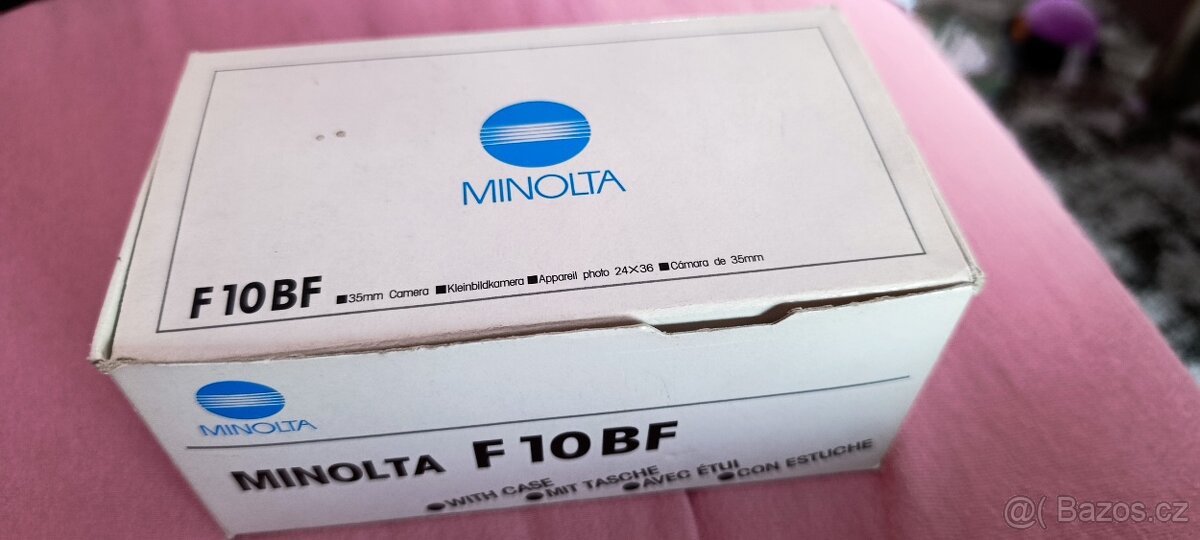 MINOLTA
F10BF ■35mm Camera ■Kleinbildkamera ■Appareil photo 24×36 ■Cámara de 35mm
MINOLTA
MINOLTA F10BF
●WITH CASE ●MIT TASCHE ●AVEC ÉTUI ●CON ESTUCHE
@( Bazos.cz